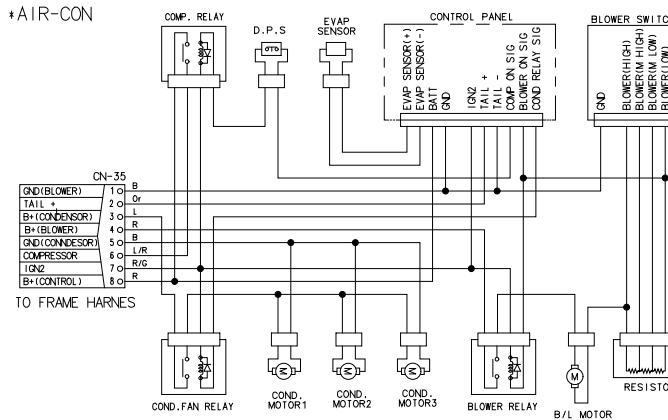 *AIR-CON
COMP. RELAY
D.P.S
EVAP
SENSOR
CONTROL PANEL
BLOWER SWITC
EVAP SENSOR(+)
EVAP SENSOR(-)
BATT
GND
IGN2
TAIL +
TAIL -
COMP ON SIG
BLOWER ON SIG
COND RELAY SIG
GND
BLOWER(HIGH)
BLOWER(M HIGH)
BLOWER(M LOW)
BLOWER(LOW)
CN-35
GND(BLOWER) 1 B
TAIL + 2 Or
B+(CONDENSOR) 3 L
B+(BLOWER) 4 R
GND(CONNDESOR) 5 B
COMPRESSOR 6 L/R
IGN2 7 R/G
B+(CONTROL) 8 R
TO FRAME HARNES
M
M
M
M
COND.FAN RELAY
COND.
MOTOR1
COND.
MOTOR2
COND.
MOTOR3
BLOWER RELAY
B/L MOTOR
RESISTO